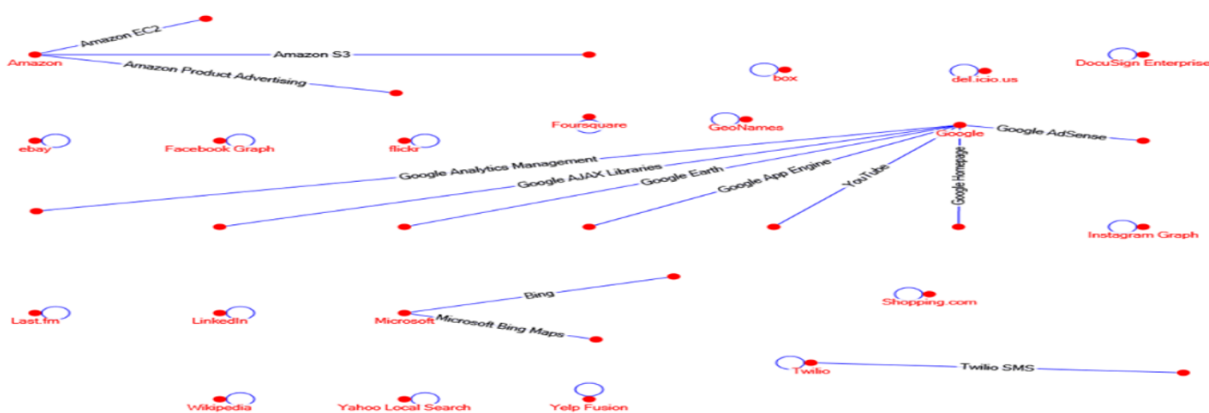 Amazon EC2
Amazon
Amazon S3
Amazon Product Advertising
box
del.icio.us
DocuSign Enterprise
ebay
Facebook Graph
flickr
Foursquare
GeoNames
Google
Google AdSense
Google Analytics Management
Google AJAX Libraries
Google Earth
Google App Engine
YouTube
Google Homepage
Instagram Graph
Bing
Shopping.com
Last.fm
LinkedIn
Microsoft
Microsoft Bing Maps
Twilio
Twilio SMS
Wikipedia
Yahoo Local Search
Yelp Fusion